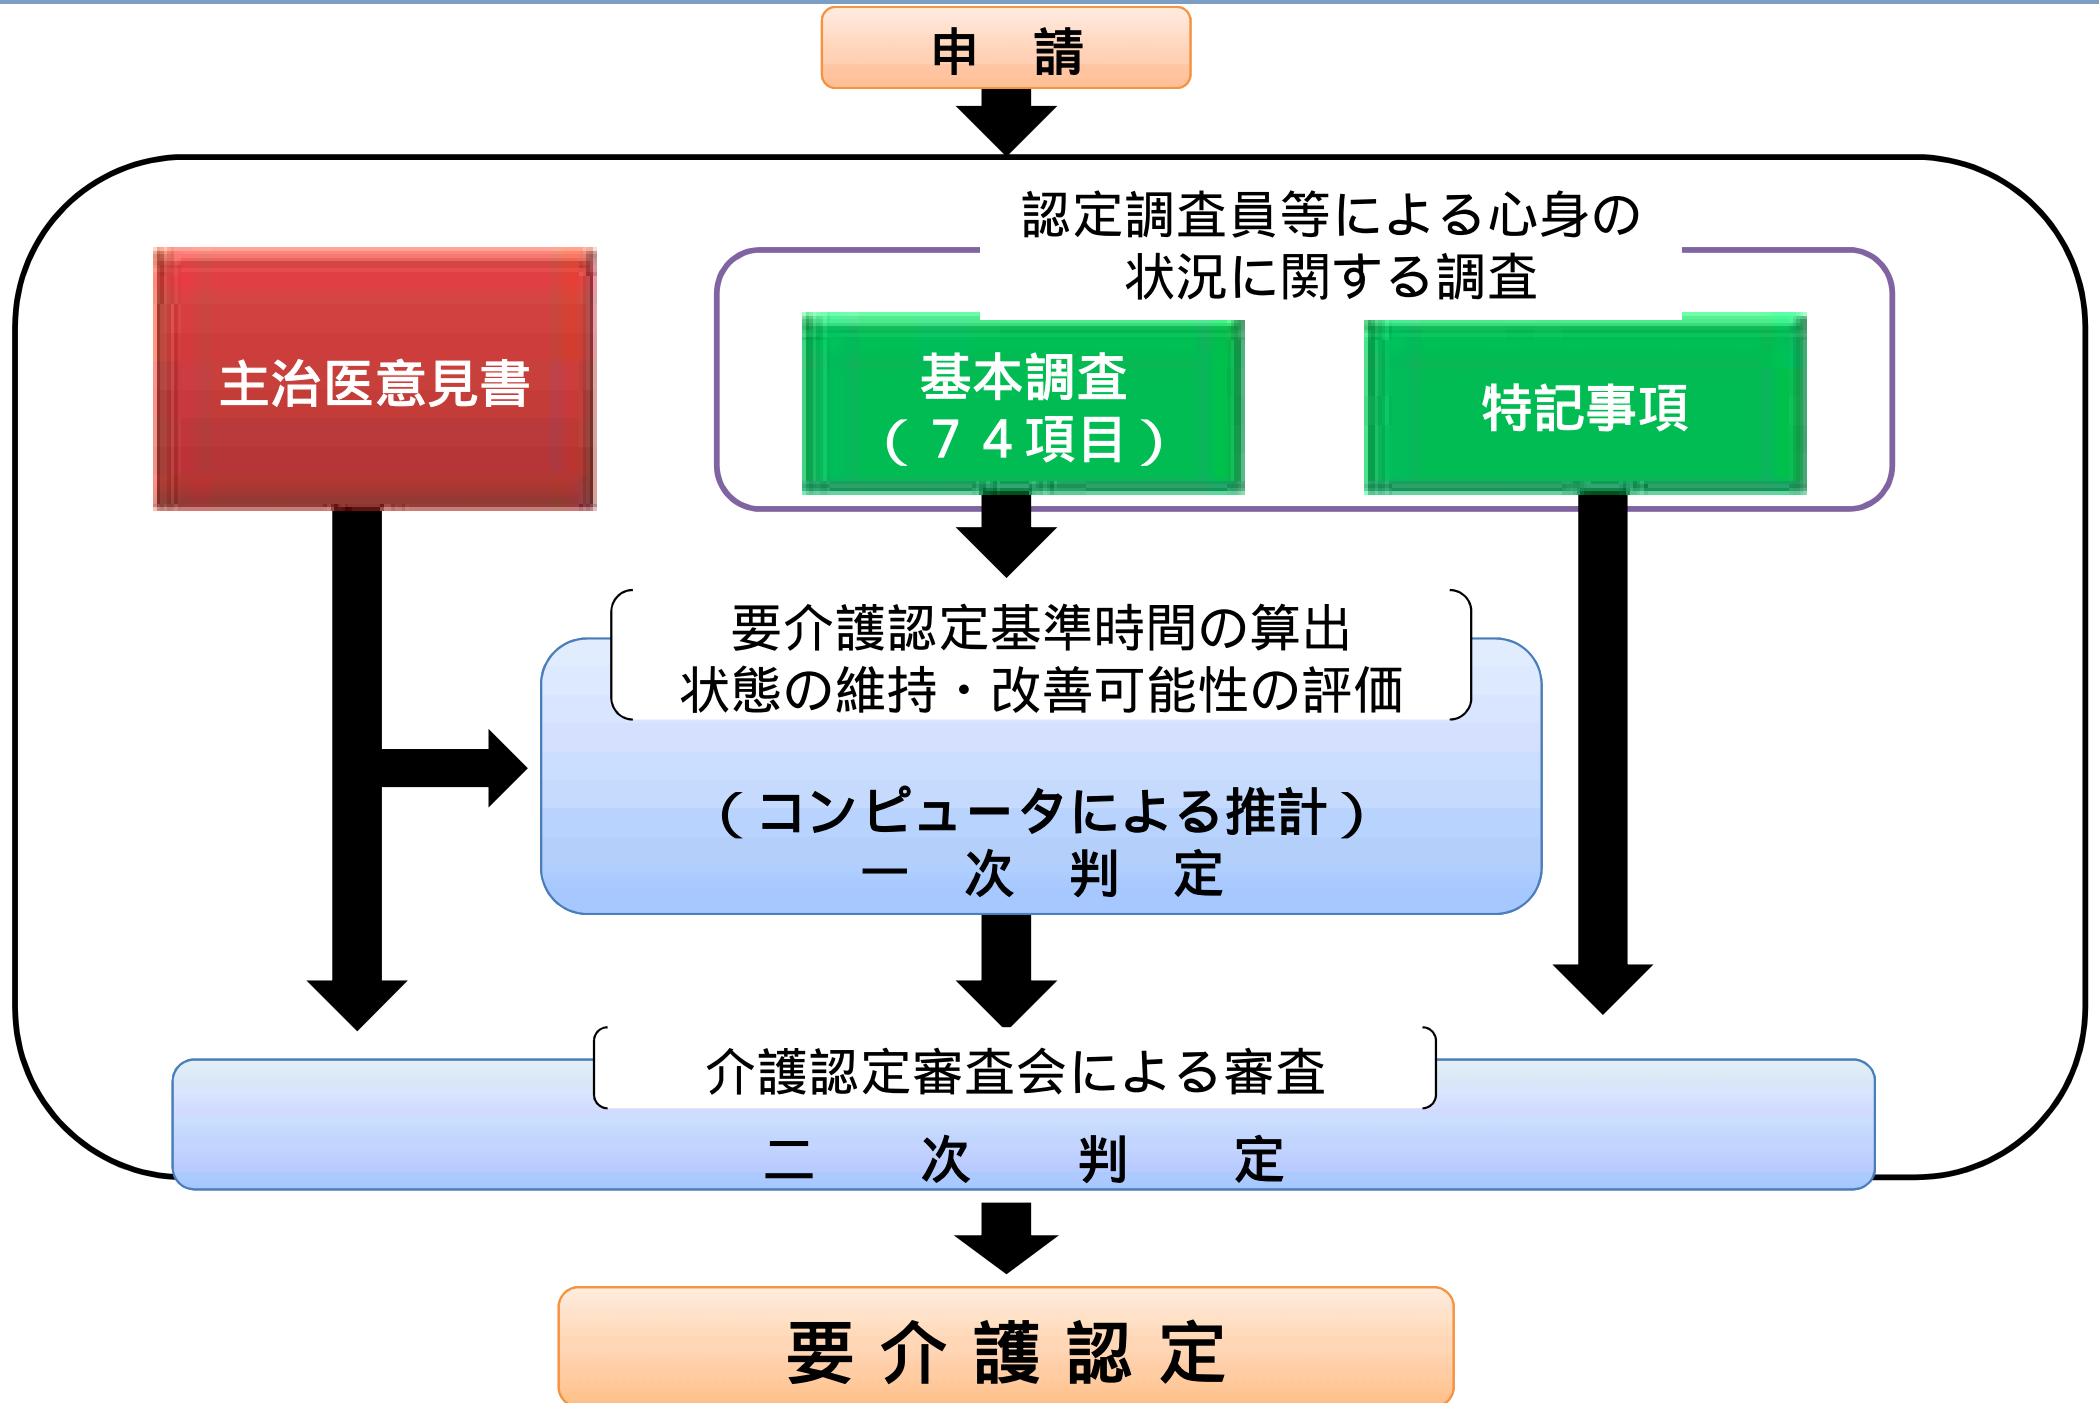 申　請
認定調査員等による心身の
状況に関する調査
主治医意見書
基本調査
（７４項目）
特記事項
要介護認定基準時間の算出
状態の維持・改善可能性の評価
（コンピュータによる推計）
一　次　判　定
介護認定審査会による審査
二　　次　　判　　定
要 介 護 認 定